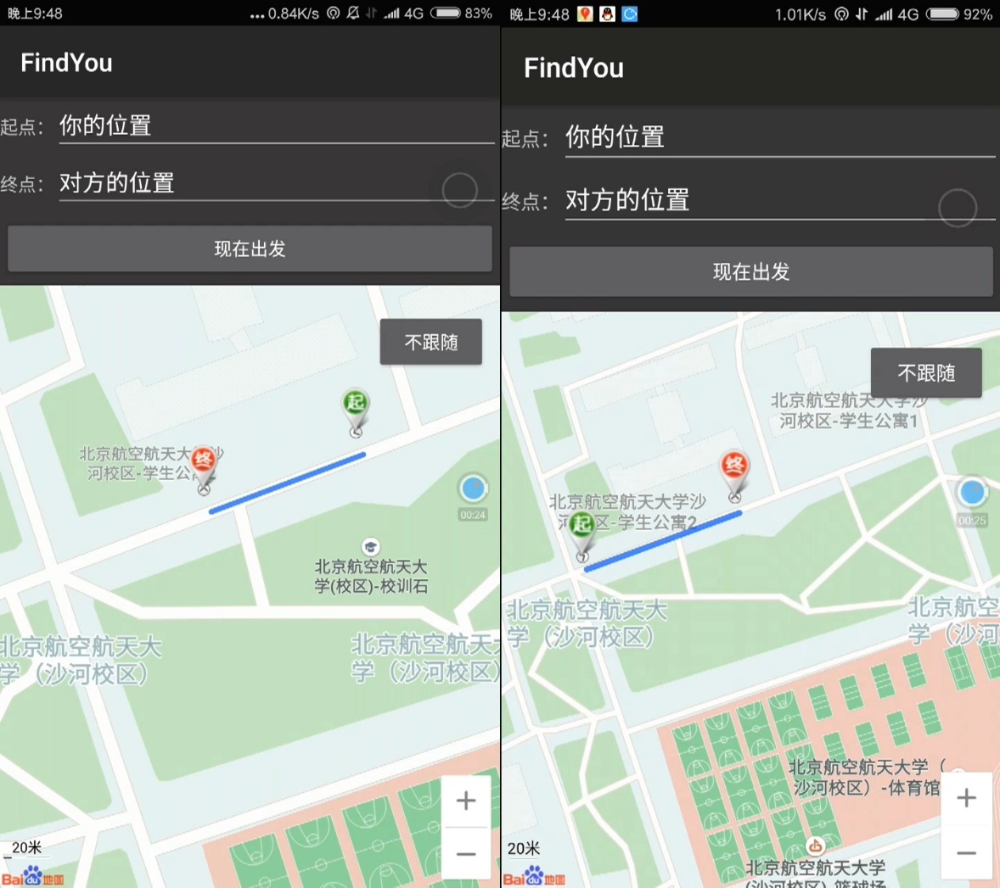 晚上9:48
... 0.84K/s 4G 83%
FindYou
起点: 你的位置
终点: 对方的位置
现在出发
不跟随
起
终
北京航空航天大 沙
河校区-学生公
00:24
北京航空航天大
学(校区)-校训石
北京航空航天大
学（沙河校区）
北京航空航天大
学（沙河校区）
20米
Bai du 地图
晚上9:48
1.01K/s 4G 92%
FindYou
起点: 你的位置
终点: 对方的位置
现在出发
不跟随
北京航空航天大学沙
河校区-学生公寓1
终
北京航空航天大学沙
河 区-学生公寓2
起
00:25
北京航空航天大
学（沙河校区）
北京航空
学（沙河
北京航空航天大学（
沙河校区）-体育馆
20米
北京航空航天大学
(沙河校区)-篮球场
Bai du 地图